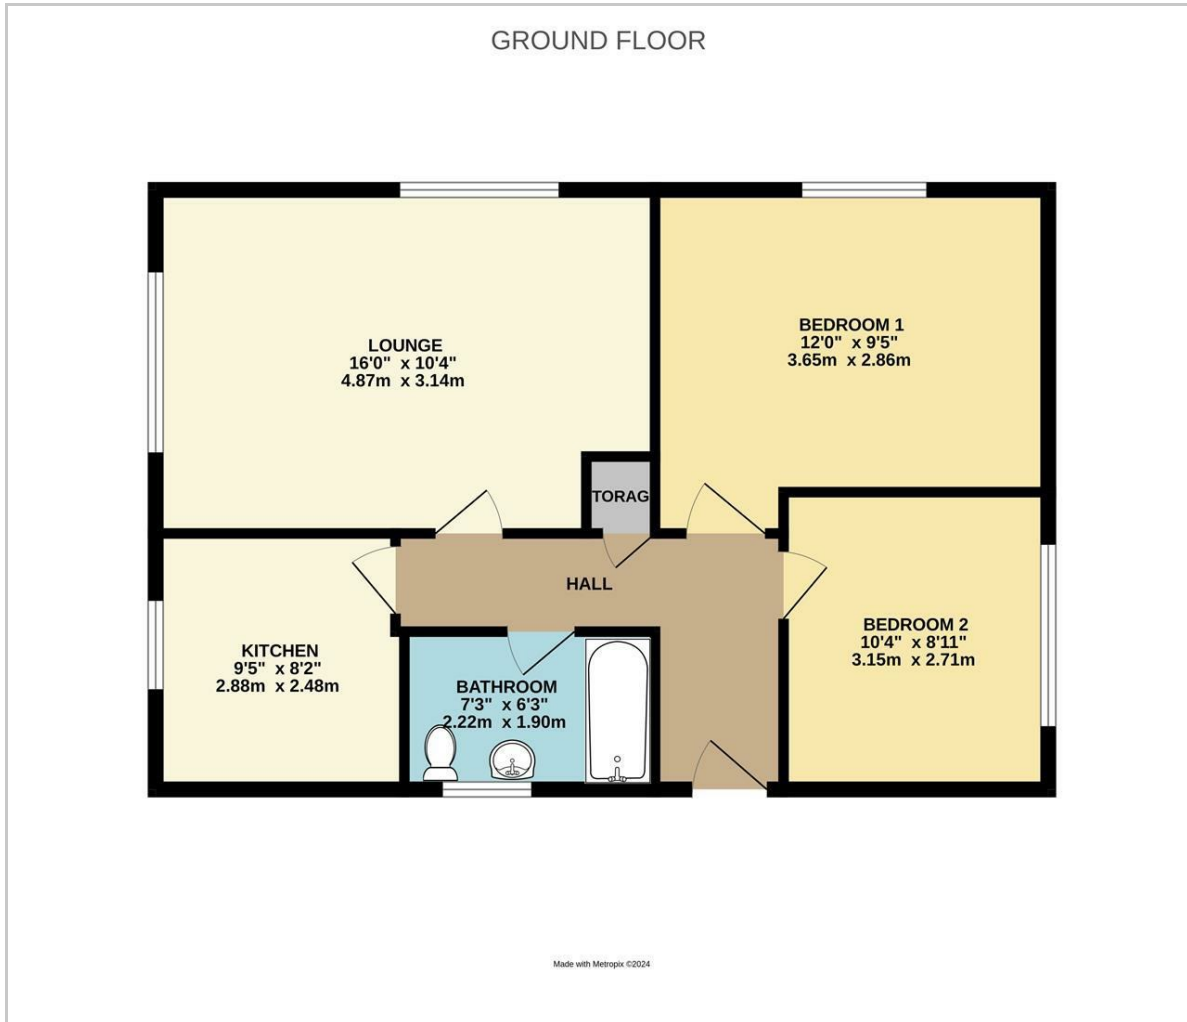 GROUND FLOOR
LOUNGE
16'0" x 10'4"
4.87m x 3.14m
BEDROOM 1
12'0" x 9'5"
3.65m x 2.86m
TORAG
HALL
BEDROOM 2
10'4" x 8'11"
3.15m x 2.71m
KITCHEN
9'5" x 8'2"
2.88m x 2.48m
BATHROOM
7'3" x 6'3"
2.22m x 1.90m
Made with Metropix ©2024